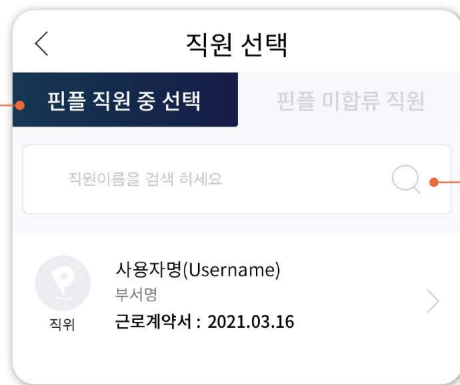 직원 선택
핀플 직원 중 선택
핀플 미합류 직원
직원이름을 검색 하세요
사용자명(Username)
부서명
직위
근로계약서 : 2021.03.16